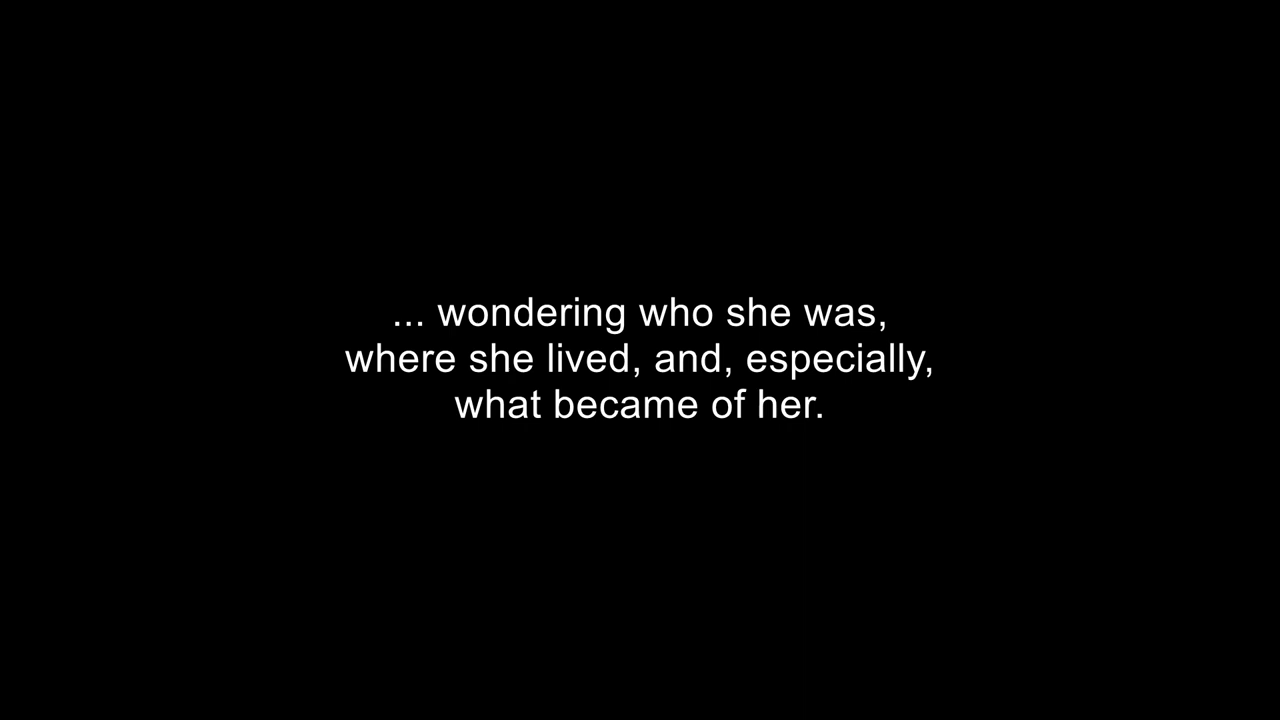 ... wondering who she was,
where she lived, and, especially,
what became of her.